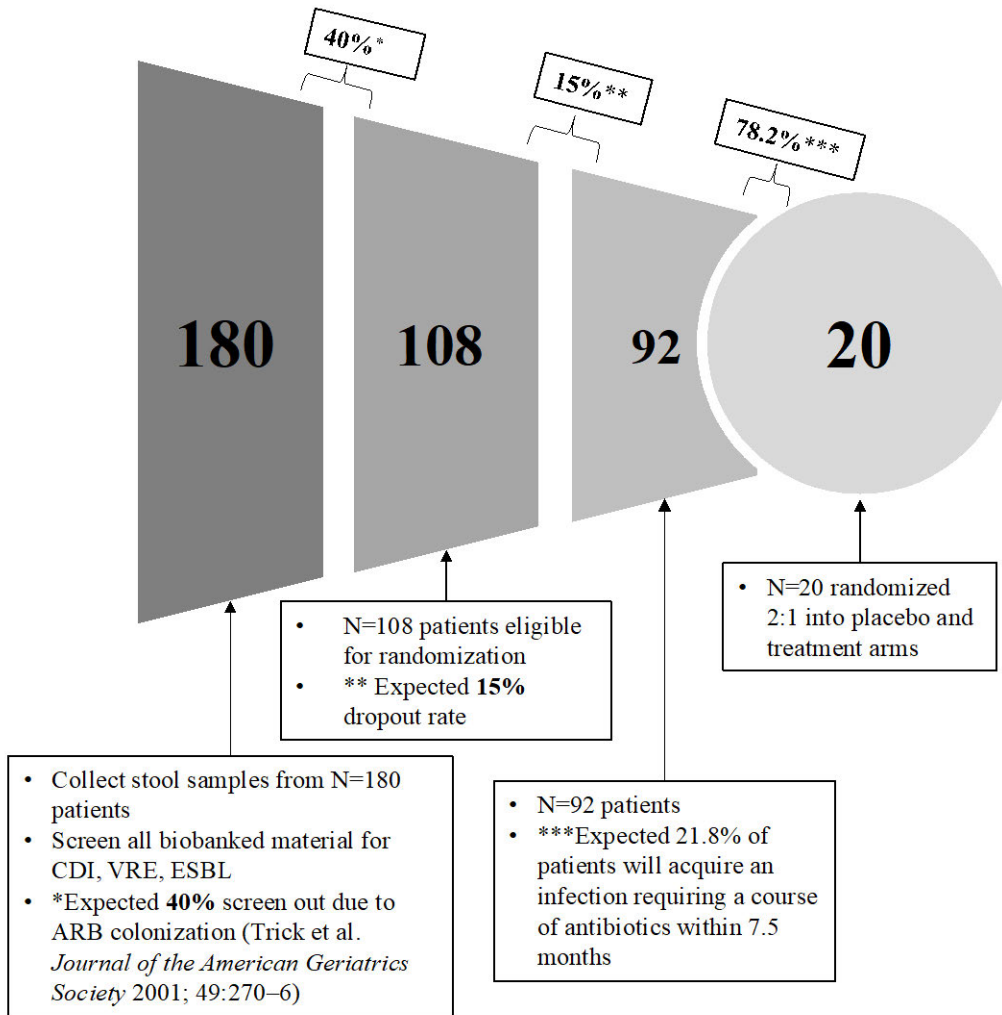 40%*
15%**
78.2%***
180
108
92
20
• N=20 randomized
2:1 into placebo and
treatment arms
• N=108 patients eligible
for randomization
• ** Expected 15%
dropout rate
• Collect stool samples from N=180
patients
• Screen all biobanked material for
CDI, VRE, ESBL
• *Expected 40% screen out due to
ARB colonization (Trick et al.
Journal of the American Geriatrics
Society 2001; 49:270–6)
• N=92 patients
• ***Expected 21.8% of
patients will acquire an
infection requiring a course
of antibiotics within 7.5
months